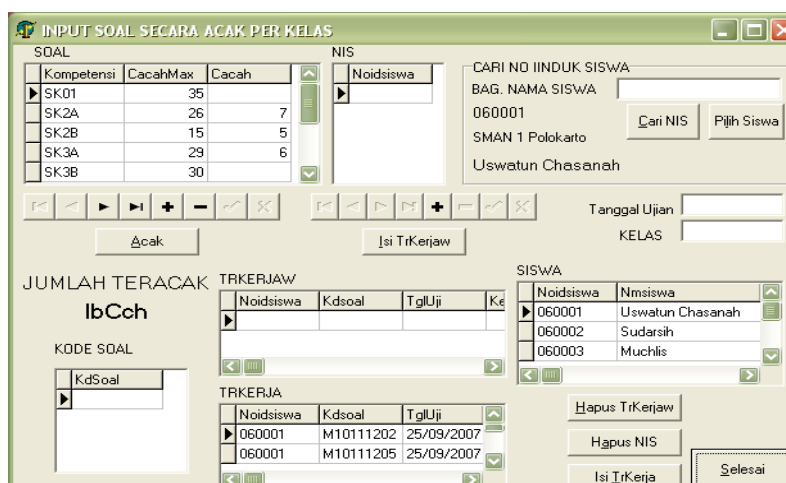 INPUT SOAL SECARA ACAK PER KELAS
SOAL
Kompetensi CacahMax Cacah
SK01 35
SK2A 26 7
SK2B 15 5
SK3A 29 6
SK3B 30
NIS
Noidsiswa
CARI NO IINDUK SISWA
BAG. NAMA SISWA
060001
Cari NIS
Pilih Siswa
SMAN 1 Polokarto
Uswatun Chasanah
Acak
Isi TrKerjaw
Tanggal Ujian
KELAS
JUMLAH TERACAK
lbCch
KODE SOAL
KdSoal
TRKERJAW
Noidsiswa Kdsoal TglUji Ke
SISWA
Noidsiswa Nmsiswa
060001 Uswatun Chasanah
060002 Sudarsih
060003 Muchlis
TRKERJA
Noidsiswa Kdsoal TglUji
060001 M10111202 25/09/2007
060001 M10111205 25/09/2007
Hapus TrKerjaw
Hapus NIS
Isi TrKerja
Selesai